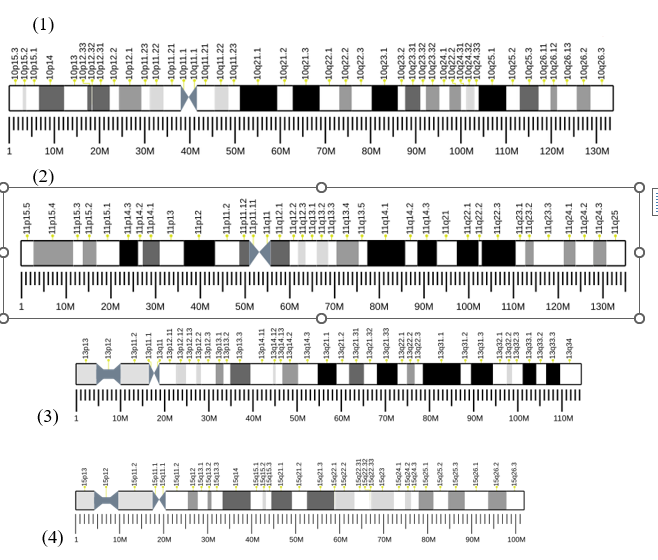 (1)
10p15.3 10p15.2 10p15.1 10p14 10p13 10p12.33 10p12.32 10p12.31 10p12.2 10p12.1 10p11.23 10p11.22 10p11.21 10p11.1 10q11.1 10q11.21 10q11.22 10q11.23 10q21.1 10q21.2 10q21.3 10q22.1 10q22.2 10q22.3 10q23.1 10q23.2 10q23.31 10q23.32 10q23.33 10q24.1 10q24.2 10q24.31 10q24.32 10q24.33 10q25.1 10q25.2 10q25.3 10q26.11 10q26.12 10q26.13 10q26.2 10q26.3
1 10M 20M 30M 40M 50M 60M 70M 80M 90M 100M 110M 120M 130M
(2)
11p15.5 11p15.4 11p15.3 11p15.2 11p15.1 11p14.3 11p14.2 11p14.1 11p13 11p12 11p11.2 11p11.12 11p11.11 11q11 11q12.1 11q12.2 11q12.3 11q13.1 11q13.2 11q13.3 11q13.4 11q13.5 11q14.1 11q14.2 11q14.3 11q21 11q22.1 11q22.2 11q22.3 11q23.1 11q23.2 11q23.3 11q24.1 11q24.2 11q24.3 11q25
1 10M 20M 30M 40M 50M 60M 70M 80M 90M 100M 110M 120M 130M
13p13 13p12 13p11.2 13p11.1 13q11 13q12.11 13q12.12 13q12.13 13q12.2 13q12.3 13q13.1 13q13.2 13q13.3 13q14.11 13q14.12 13q14.13 13q14.2 13q14.3 13q21.1 13q21.2 13q21.31 13q21.32 13q21.33 13q22.1 13q22.2 13q22.3 13q31.1 13q31.2 13q31.3 13q32.1 13q32.2 13q32.3 13q33.1 13q33.2 13q33.3 13q34
(3)
1 10M 20M 30M 40M 50M 60M 70M 80M 90M 100M 110M
15p13 15p12 15p11.2 15p11.1 15q11.1 15q11.2 15q12 15q13.1 15q13.2 15q13.3 15q14 15q15.1 15q15.2 15q15.3 15q21.1 15q21.2 15q21.3 15q22.1 15q22.2 15q22.31 15q22.32 15q22.33 15q23 15q24.1 15q24.2 15q24.3 15q25.1 15q25.2 15q25.3 15q26.1 15q26.2 15q26.3
(4)
1 10M 20M 30M 40M 50M 60M 70M 80M 90M 100M